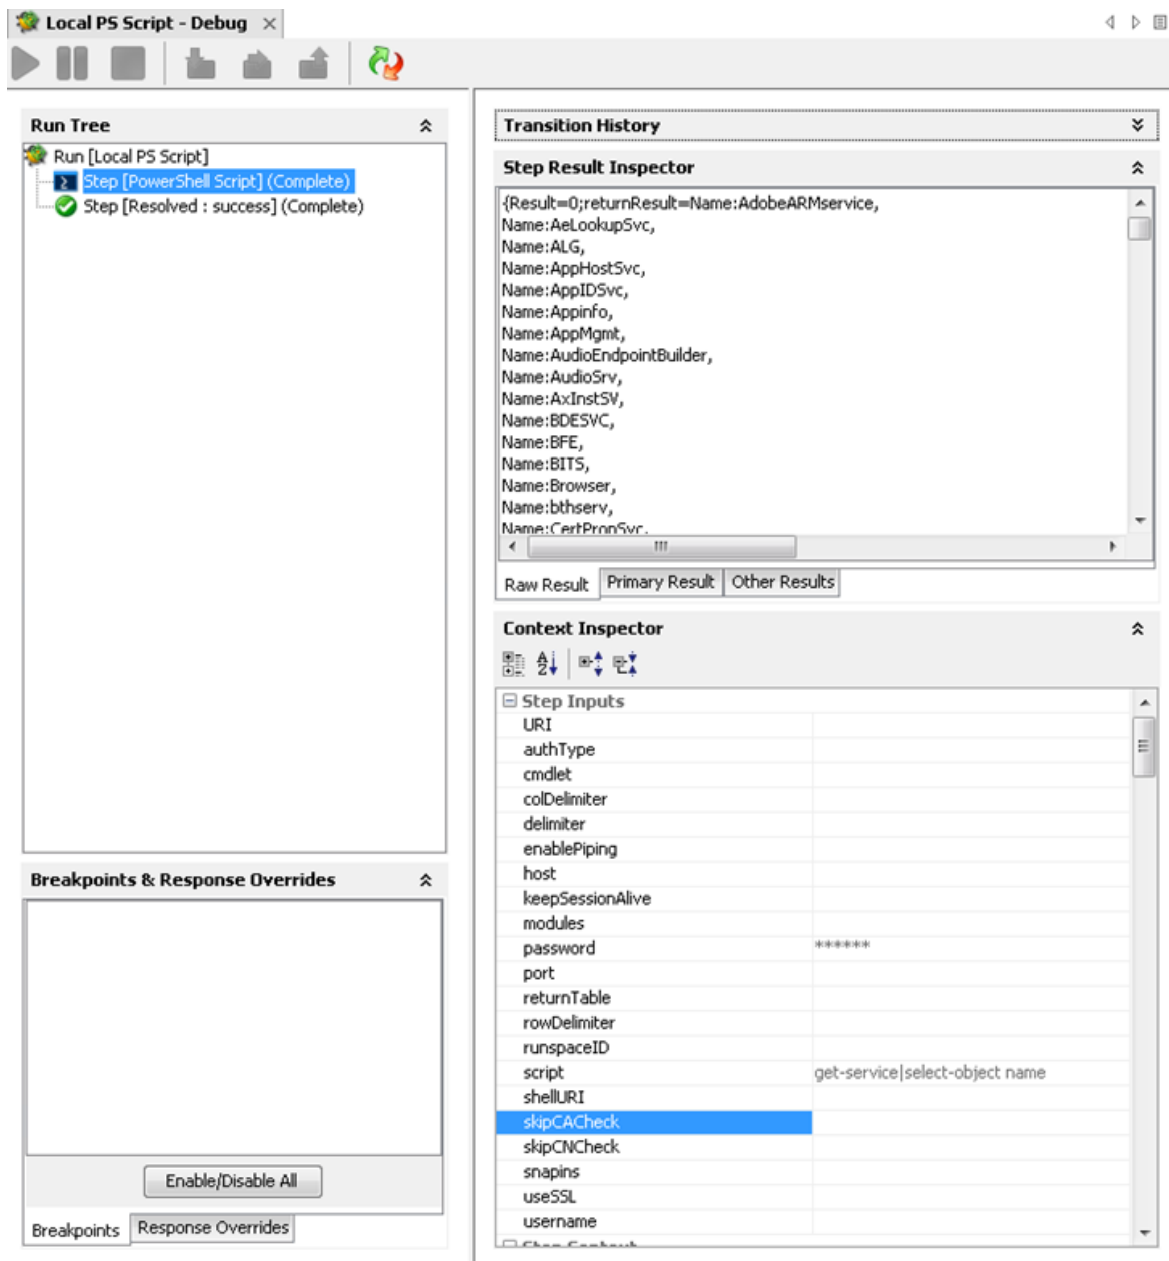 Local PS Script - Debug
Run Tree
Run [Local PS Script]
Step [PowerShell Script] (Complete)
Step [Resolved : success] (Complete)
Breakpoints & Response Overrides
Enable/Disable All
Breakpoints
Response Overrides
Transition History
Step Result Inspector
{Result=0;returnResult=Name:AdobeARMservice,
Name:AeLookupSvc,
Name:ALG,
Name:AppHostSvc,
Name:AppIDSvc,
Name:Appinfo,
Name:AppMgmt,
Name:AudioEndpointBuilder,
Name:AudioSrv,
Name:AxInstSV,
Name:BDESVC,
Name:BFE,
Name:BITS,
Name:Browser,
Name:bthserv,
Name:CertPropSvc,
Raw Result
Primary Result
Other Results
Context Inspector
Step Inputs
URI
authType
cmdlet
colDelimiter
delimiter
enablePiping
host
keepSessionAlive
modules
password ******
port
returnTable
rowDelimiter
runspaceID
script get-service|select-object name
shellURI
skipCACheck
skipCNCheck
snapins
useSSL
username
Step Context